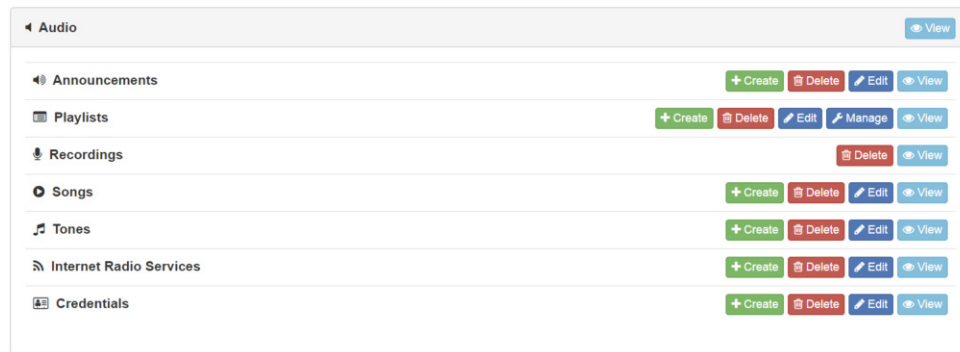 Audio View
Announcements Create Delete Edit View
Playlists Create Delete Edit Manage View
Recordings Delete View
Songs Create Delete Edit View
Tones Create Delete Edit View
Internet Radio Services Create Delete Edit View
Credentials Create Delete Edit View